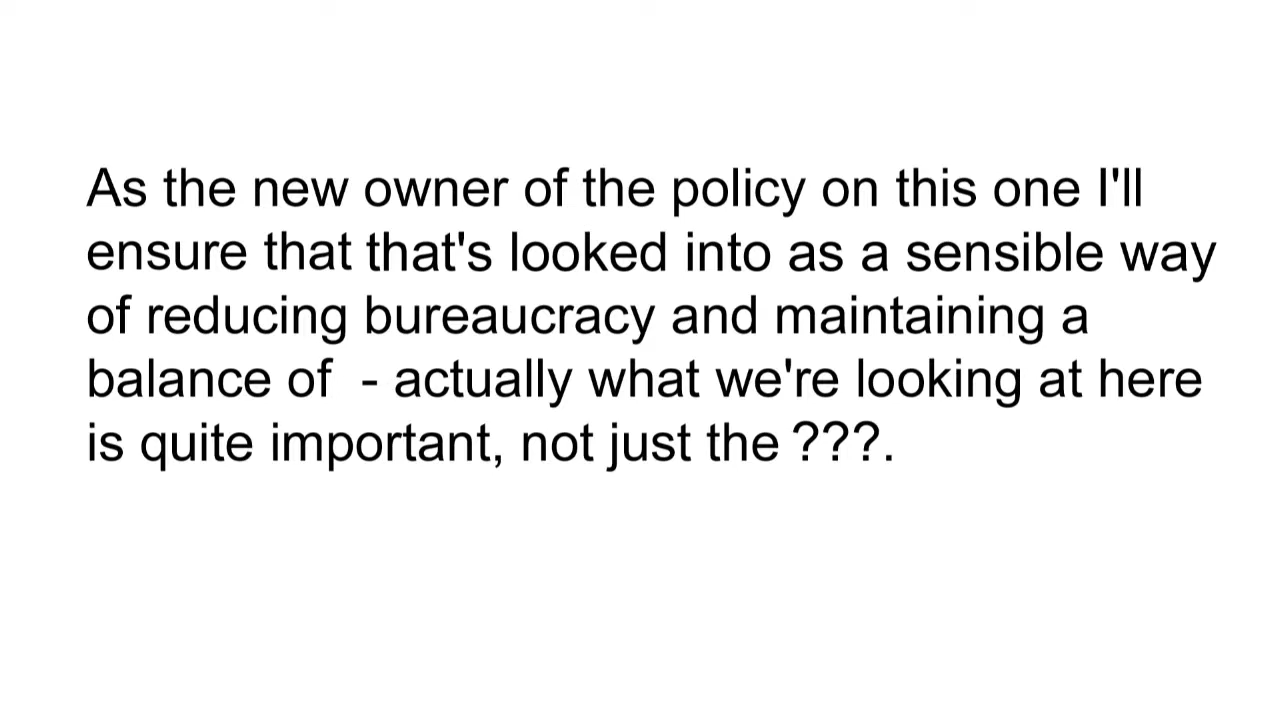 As the new owner of the policy on this one I'll
ensure that that's looked into as a sensible way
of reducing bureaucracy and maintaining a
balance of  - actually what we're looking at here
is quite important, not just the ???.